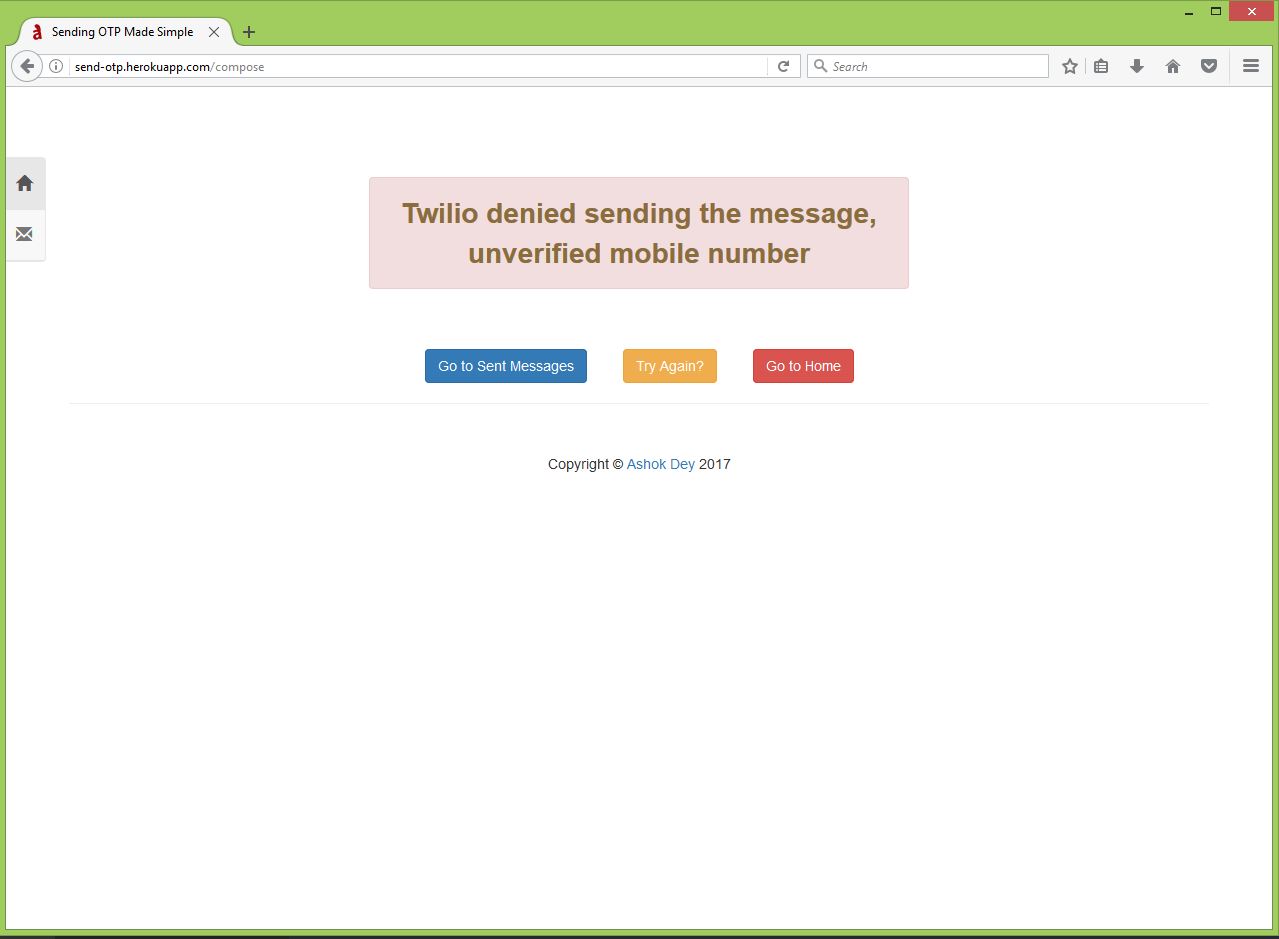 Sending OTP Made Simple
send-otp.herokuapp.com/compose
Search
Twilio denied sending the message,
unverified mobile number
Go to Sent Messages
Try Again?
Go to Home
Copyright © Ashok Dey 2017